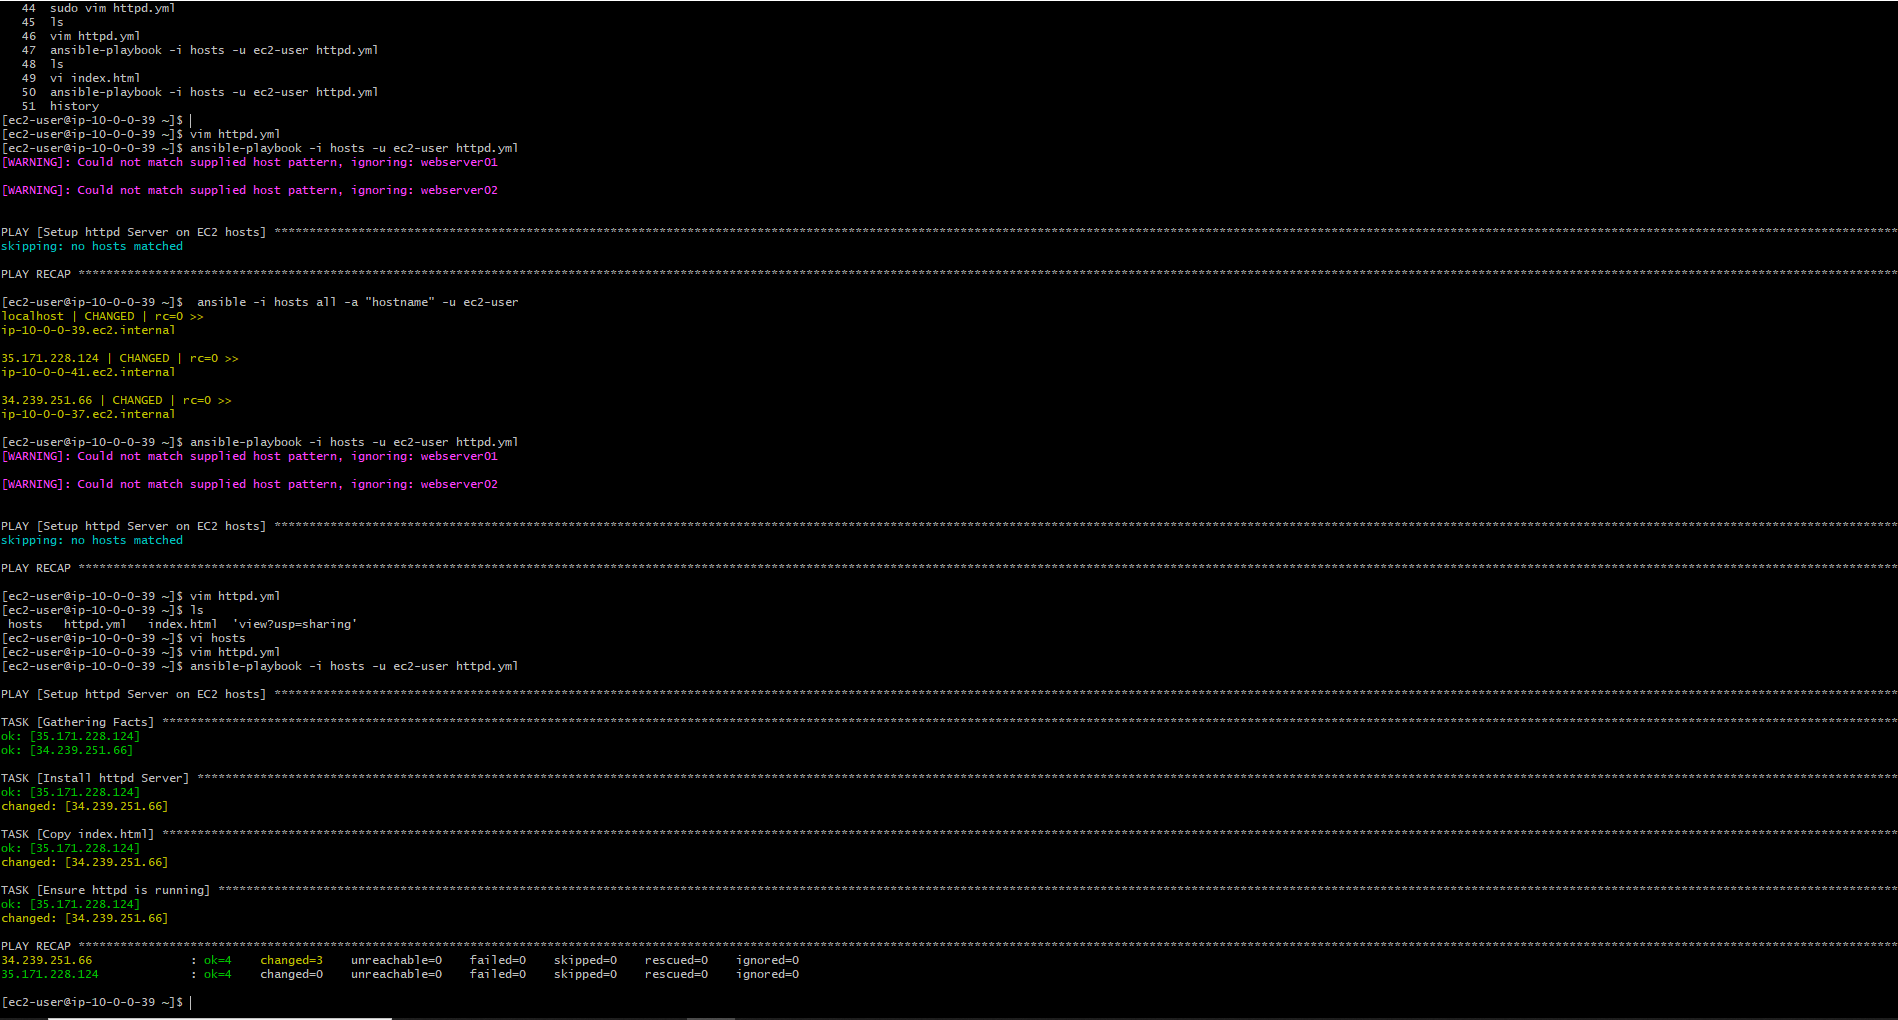 44  sudo vim httpd.yml
45  ls
46  vim httpd.yml
47  ansible-playbook -i hosts -u ec2-user httpd.yml
48  ls
49  vi index.html
50  ansible-playbook -i hosts -u ec2-user httpd.yml
51  history
[ec2-user@ip-10-0-0-39 ~]$
[ec2-user@ip-10-0-0-39 ~]$ vim httpd.yml
[ec2-user@ip-10-0-0-39 ~]$ ansible-playbook -i hosts -u ec2-user httpd.yml
[WARNING]: Could not match supplied host pattern, ignoring: webserver01
[WARNING]: Could not match supplied host pattern, ignoring: webserver02
PLAY [Setup httpd Server on EC2 hosts] ****************************************
skipping: no hosts matched
PLAY RECAP ****************************************
[ec2-user@ip-10-0-0-39 ~]$  ansible -i hosts all -a "hostname" -u ec2-user
localhost | CHANGED | rc=0 >>
ip-10-0-0-39.ec2.internal
35.171.228.124 | CHANGED | rc=0 >>
ip-10-0-0-41.ec2.internal
34.239.251.66 | CHANGED | rc=0 >>
ip-10-0-0-37.ec2.internal
[ec2-user@ip-10-0-0-39 ~]$ ansible-playbook -i hosts -u ec2-user httpd.yml
[WARNING]: Could not match supplied host pattern, ignoring: webserver01
[WARNING]: Could not match supplied host pattern, ignoring: webserver02
PLAY [Setup httpd Server on EC2 hosts] ****************************************
skipping: no hosts matched
PLAY RECAP ****************************************
[ec2-user@ip-10-0-0-39 ~]$ vim httpd.yml
[ec2-user@ip-10-0-0-39 ~]$ ls
hosts   httpd.yml   index.html  'view?usp=sharing'
[ec2-user@ip-10-0-0-39 ~]$ vi hosts
[ec2-user@ip-10-0-0-39 ~]$ vim httpd.yml
[ec2-user@ip-10-0-0-39 ~]$ ansible-playbook -i hosts -u ec2-user httpd.yml
PLAY [Setup httpd Server on EC2 hosts] ****************************************
TASK [Gathering Facts] ****************************************
ok: [35.171.228.124]
ok: [34.239.251.66]
TASK [Install httpd Server] ****************************************
ok: [35.171.228.124]
changed: [34.239.251.66]
TASK [Copy index.html] ****************************************
ok: [35.171.228.124]
changed: [34.239.251.66]
TASK [Ensure httpd is running] ****************************************
ok: [35.171.228.124]
changed: [34.239.251.66]
PLAY RECAP ****************************************
34.239.251.66              : ok=4    changed=3    unreachable=0    failed=0    skipped=0    rescued=0    ignored=0
35.171.228.124             : ok=4    changed=0    unreachable=0    failed=0    skipped=0    rescued=0    ignored=0
[ec2-user@ip-10-0-0-39 ~]$